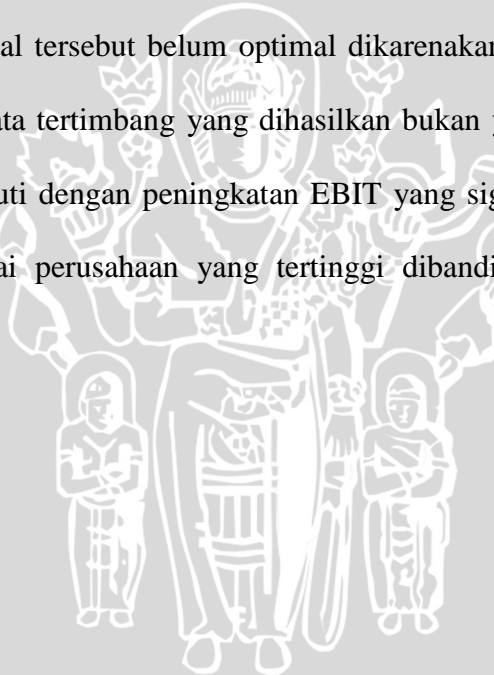 al tersebut belum optimal dikarenakan
ata tertimbang yang dihasilkan bukan
uti dengan peningkatan EBIT yang sig
ai perusahaan yang tertinggi dibandi